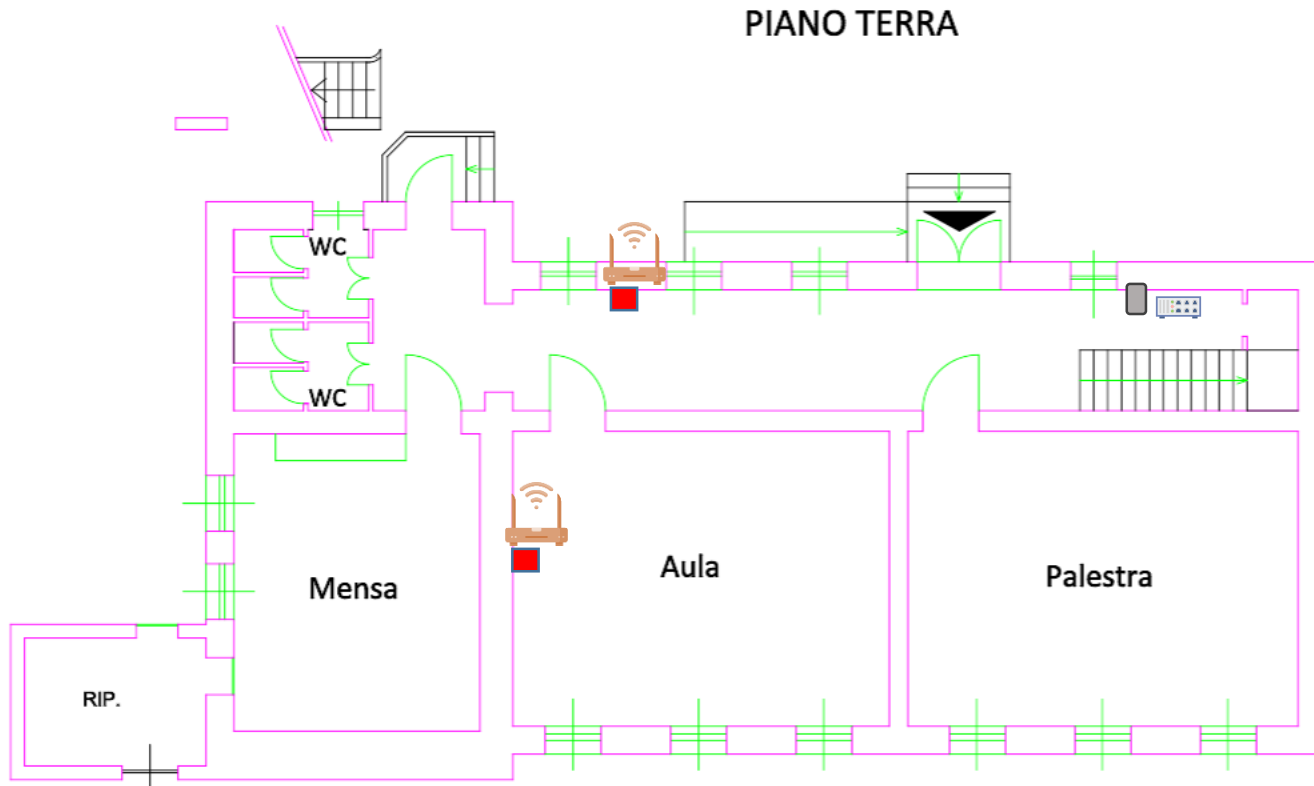 PIANO TERRA
WC
WC
Mensa
Aula
Palestra
RIP.